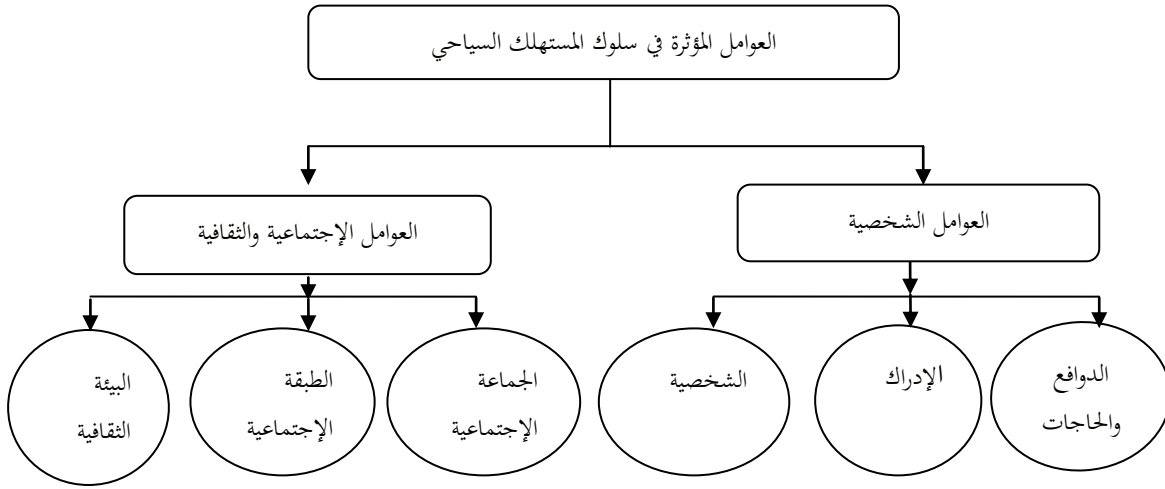 العوامل المؤثرة في سلوك المستهلك السياحي
العوامل الشخصية
العوامل الإجتماعية والثقافية
الدوافع
والحاجات
الإدراك
الشخصية
الجماعة
الإجتماعية
الطبقة
الإجتماعية
البيئة
الثقافية